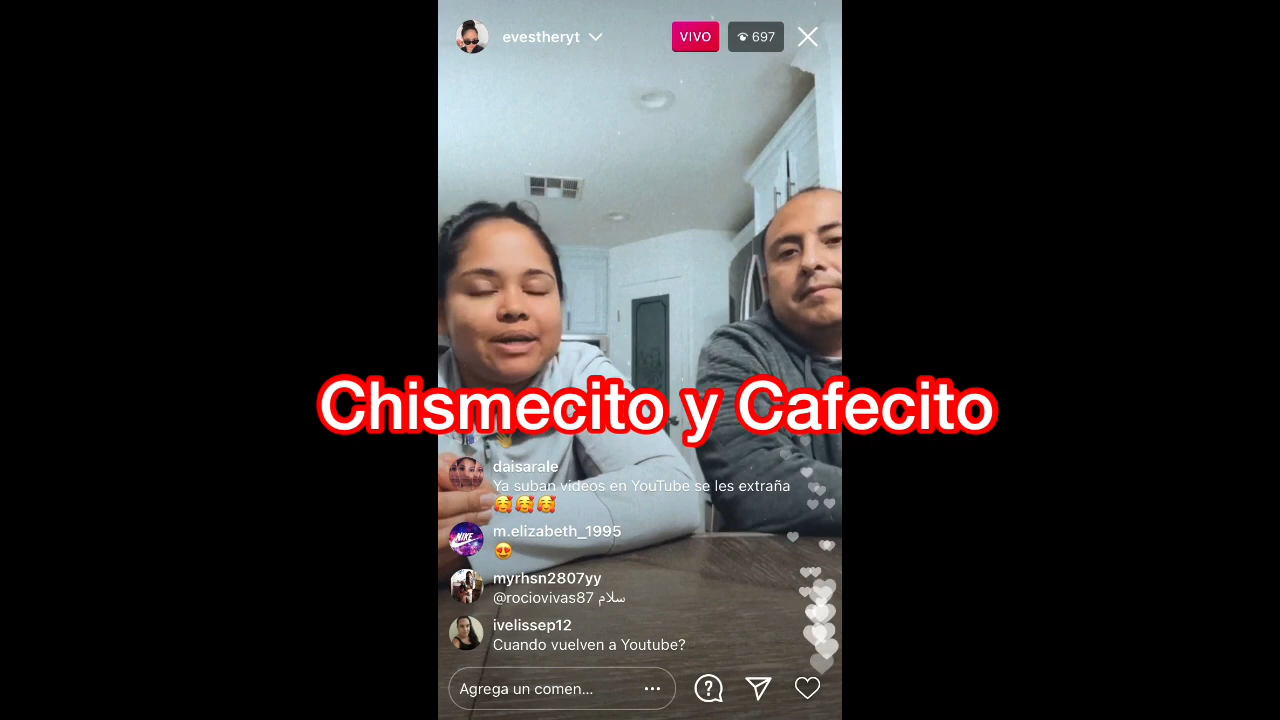 evestheryt
VIVO
697
Chismecito y Cafecito
daisarale
Ya suban videos en YouTube se les extraña
🥰🥰🥰
NIKE
m.elizabeth_1995
😍
myrhsn2807yy
@rociovivas87 سلام
ivelissep12
Cuando vuelven a Youtube?
Agrega un comen...